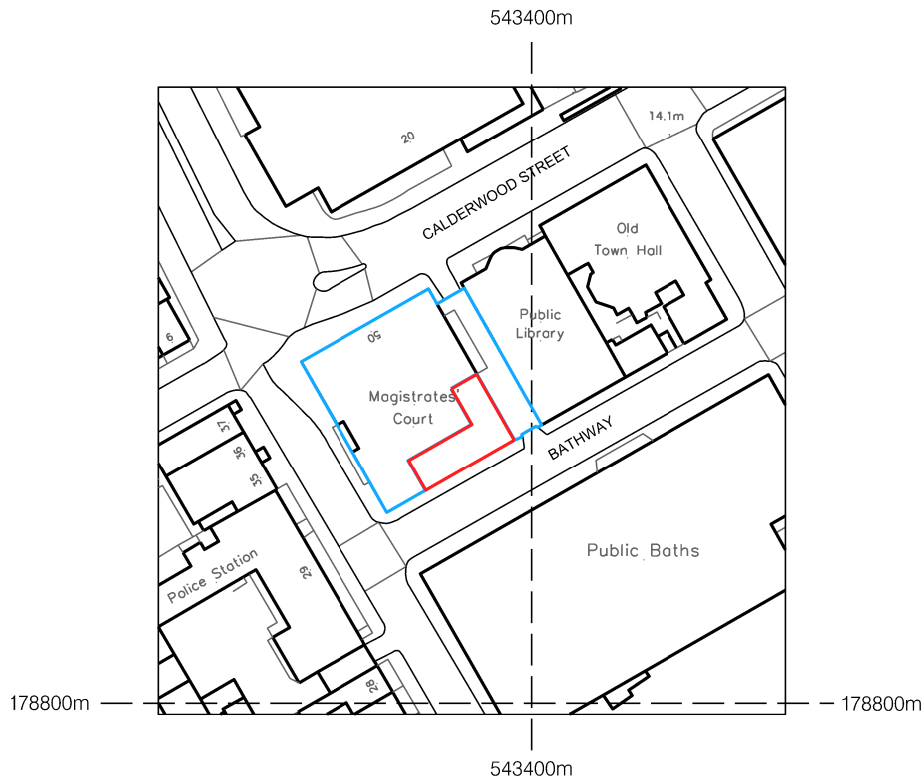 543400m
14.1m
20
CALDERWOOD STREET
Old
Town Hall
Public
Library
50
9
Magistrates'
Court
37
36
35
BATHWAY
Public Baths
Police Station
29
28
178800m
178800m
543400m